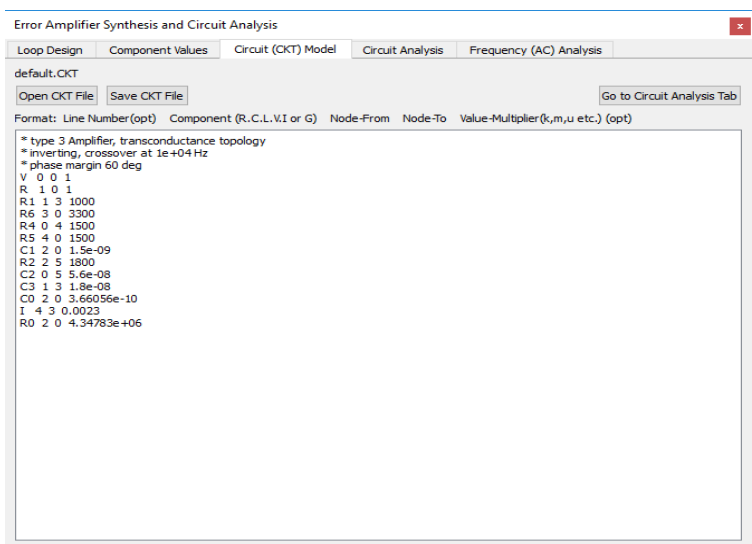 Error Amplifier Synthesis and Circuit Analysis
x
Loop Design Component Values Circuit (CKT) Model Circuit Analysis Frequency (AC) Analysis
default.CKT
Open CKT File Save CKT File Go to Circuit Analysis Tab
Format: Line Number(opt) Component (R.C.L.V.I or G) Node-From Node-To Value-Multiplier(k,m,u etc.) (opt)
* type 3 Amplifier, transconductance topology
* inverting, crossover at 1e+04 Hz
* phase margin 60 deg
V 0 0 1
R 1 0 1
R1 1 3 1000
R6 3 0 3300
R4 0 4 1500
R5 4 0 1500
C1 2 0 1.5e-09
R2 2 5 1800
C2 0 5 5.6e-08
C3 1 3 1.8e-08
C0 2 0 3.66056e-10
I 4 3 0.0023
R0 2 0 4.34783e+06